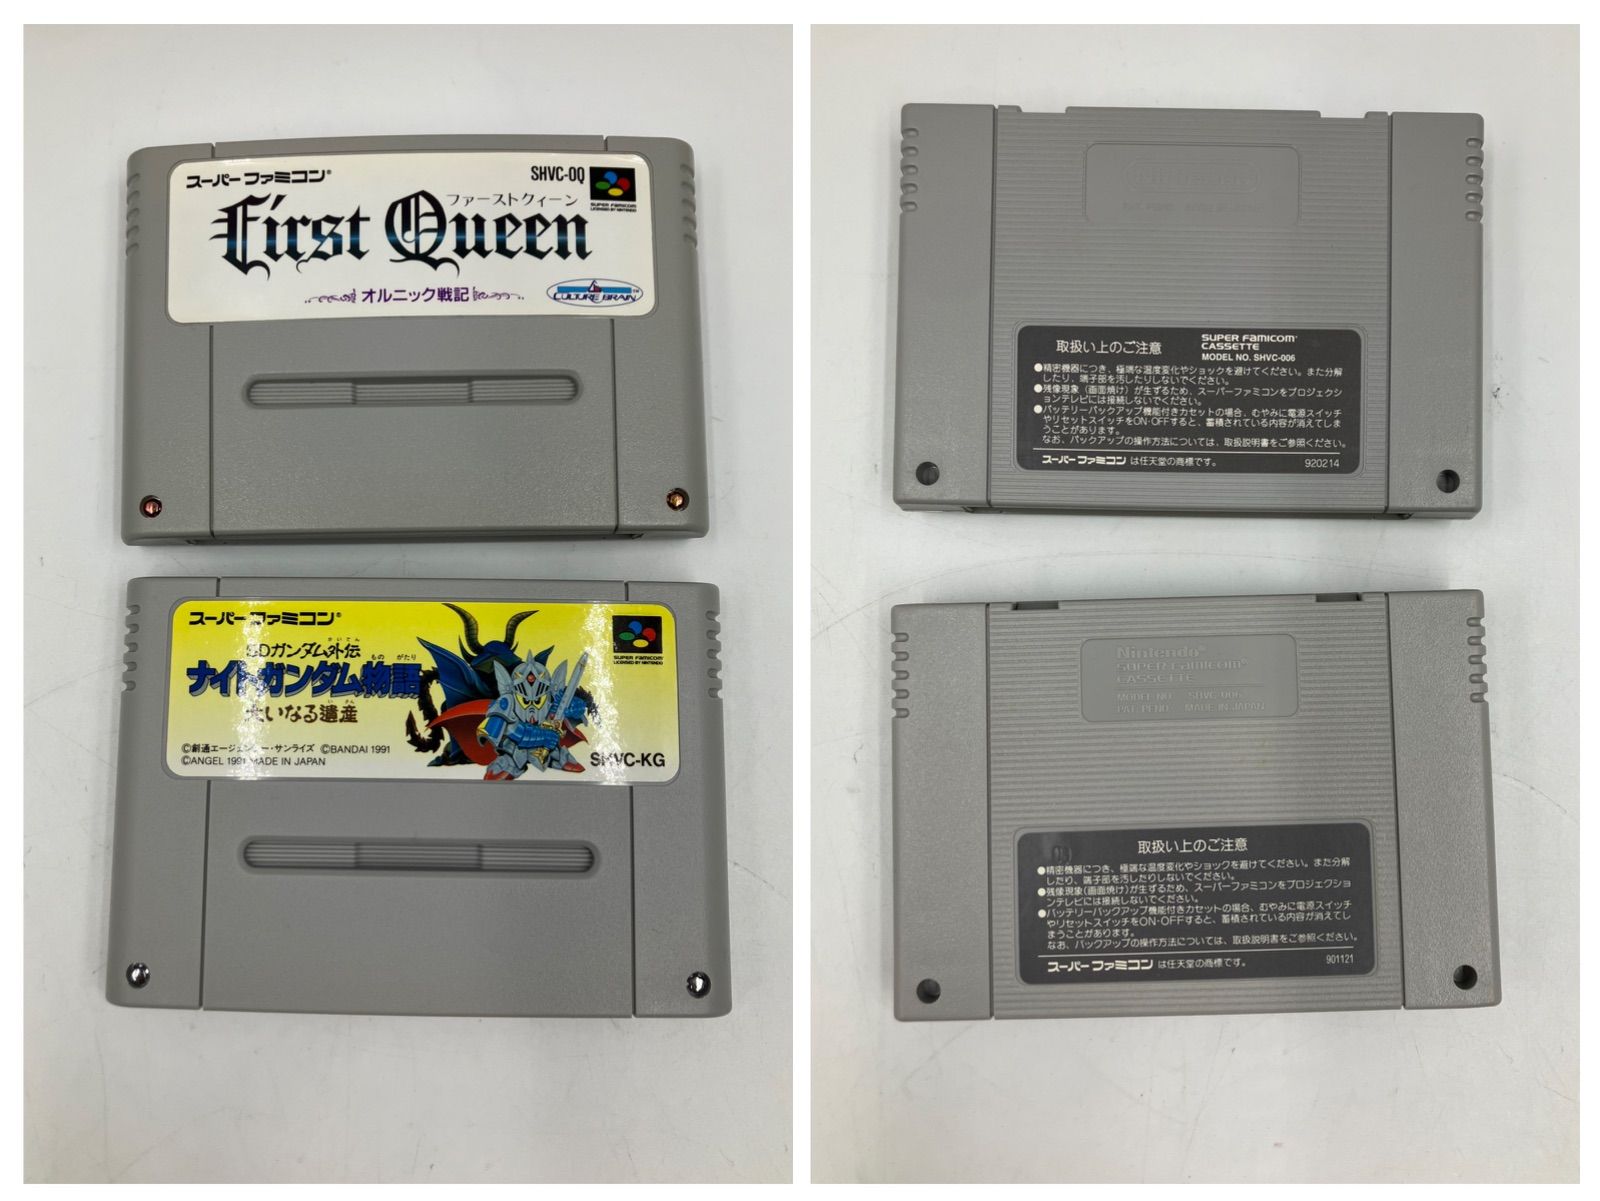 スーパーファミコン®
SHVC-OQ
SUPER FAMICOM
LICENSED BY NINTENDO
ファーストクィーン
First Queen
オルニック戦記
CULTURE BRAIN™
スーパーファミコン®
SUPER FAMICOM
LICENSED BY NINTENDO
がいでん
SDガンダム外伝
もの がたり
ナイトガンダム物語
い さん
大いなる遺産
©創通エージェンシー・サンライズ ©BANDAI 1991
©ANGEL 1991 MADE IN JAPAN
SHVC-KG
取扱い上のご注意
SUPER FAMICOM®
CASSETTE
MODEL NO. SHVC-006
●精密機器につき、極端な温度変化やショックを避けてください。また分解
したり、端子部を汚したりしないでください。
●残像現象(画面焼け)が生ずるため、スーパーファミコンをプロジェクシ
ョンテレビには接続しないでください。
●バッテリーバックアップ機能付きカセットの場合、むやみに電源スイッチ
やリセットスイッチをON・OFFすると、蓄積されている内容が消えてしま
うことがあります。
なお、バックアップの操作方法については、取扱説明書をご参照ください。
スーパーファミコン は任天堂の商標です。
920214
Nintendo®
SUPER FAMICOM®
CASSETTE
MODEL NO. SHVC-006
PAT. PEND. MADE IN JAPAN
取扱い上のご注意
●精密機器につき、極端な温度変化やショックを避けてください。また分解
したり、端子部を汚したりしないでください。
●残像現象(画面焼け)が生ずるため、スーパーファミコンをプロジェクショ
ンテレビには接続しないでください。
●バッテリーバックアップ機能付きカセットの場合、むやみに電源スイッチ
やリセットスイッチをON・OFFすると、蓄積されている内容が消えてし
まうことがあります。
なお、バックアップの操作方法については、取扱説明書をご参照ください。
スーパーファミコン は任天堂の商標です。
901121